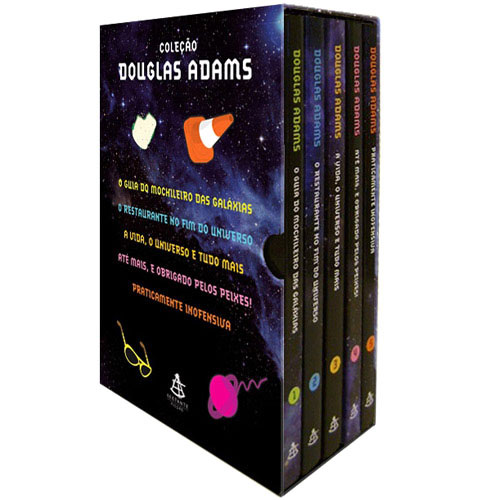 COLEÇÃO
DOUGLAS ADAMS
O GUIA DO MOCHILEIRO DAS GALÁXIAS
O RESTAURANTE NO FIM DO UNIVERSO
A VIDA, O UNIVERSO E TUDO MAIS
ATÉ MAIS, E OBRIGADO PELOS PEIXES!
PRATICAMENTE INOFENSIVA
SEXTANTE
DOUGLAS ADAMS O GUIA DO MOCHILEIRO DAS GALÁXIAS 1
DOUGLAS ADAMS O RESTAURANTE NO FIM DO UNIVERSO 2
DOUGLAS ADAMS A VIDA, O UNIVERSO E TUDO MAIS 3
DOUGLAS ADAMS ATÉ MAIS, E OBRIGADO PELOS PEIXES! 4
DOUGLAS ADAMS PRATICAMENTE INOFENSIVA 5